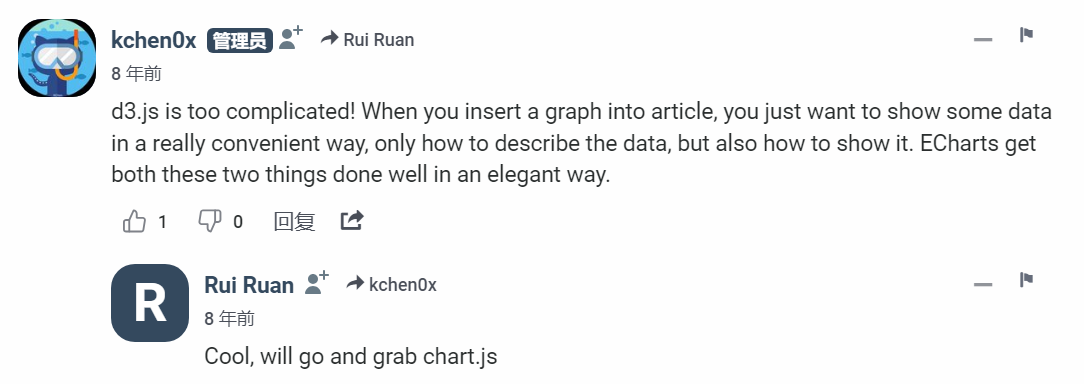 kchen0x 管理员 Rui Ruan
8 年前
d3.js is too complicated! When you insert a graph into article, you just want to show some data
in a really convenient way, only how to describe the data, but also how to show it. ECharts get
both these two things done well in an elegant way.
1 0 回复
R Rui Ruan kchen0x
8 年前
Cool, will go and grab chart.js